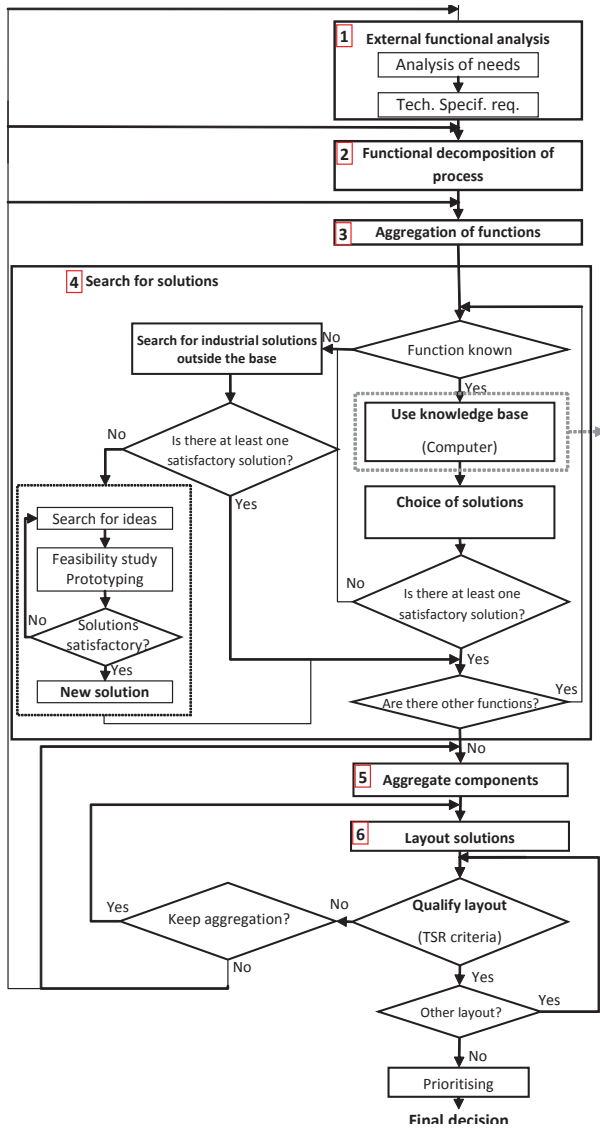 1
External functional analysis
Analysis of needs
Tech. Specif. req.
2
Functional decomposition of
process
3
Aggregation of functions
4
Search for solutions
Search for industrial solutions
outside the base
No
Function known
Yes
Use knowledge base
(Computer)
No
Is there at least one
satisfactory solution?
Yes
Choice of solutions
Search for ideas
Feasibility study
Prototyping
No
Solutions
satisfactory?
Yes
New solution
No
Is there at least one
satisfactory solution?
Yes
Are there other functions?
Yes
No
5
Aggregate components
6
Layout solutions
Yes
Keep aggregation?
No
No
Qualify layout
(TSR criteria)
Yes
Other layout?
Yes
No
Prioritising
Final decision